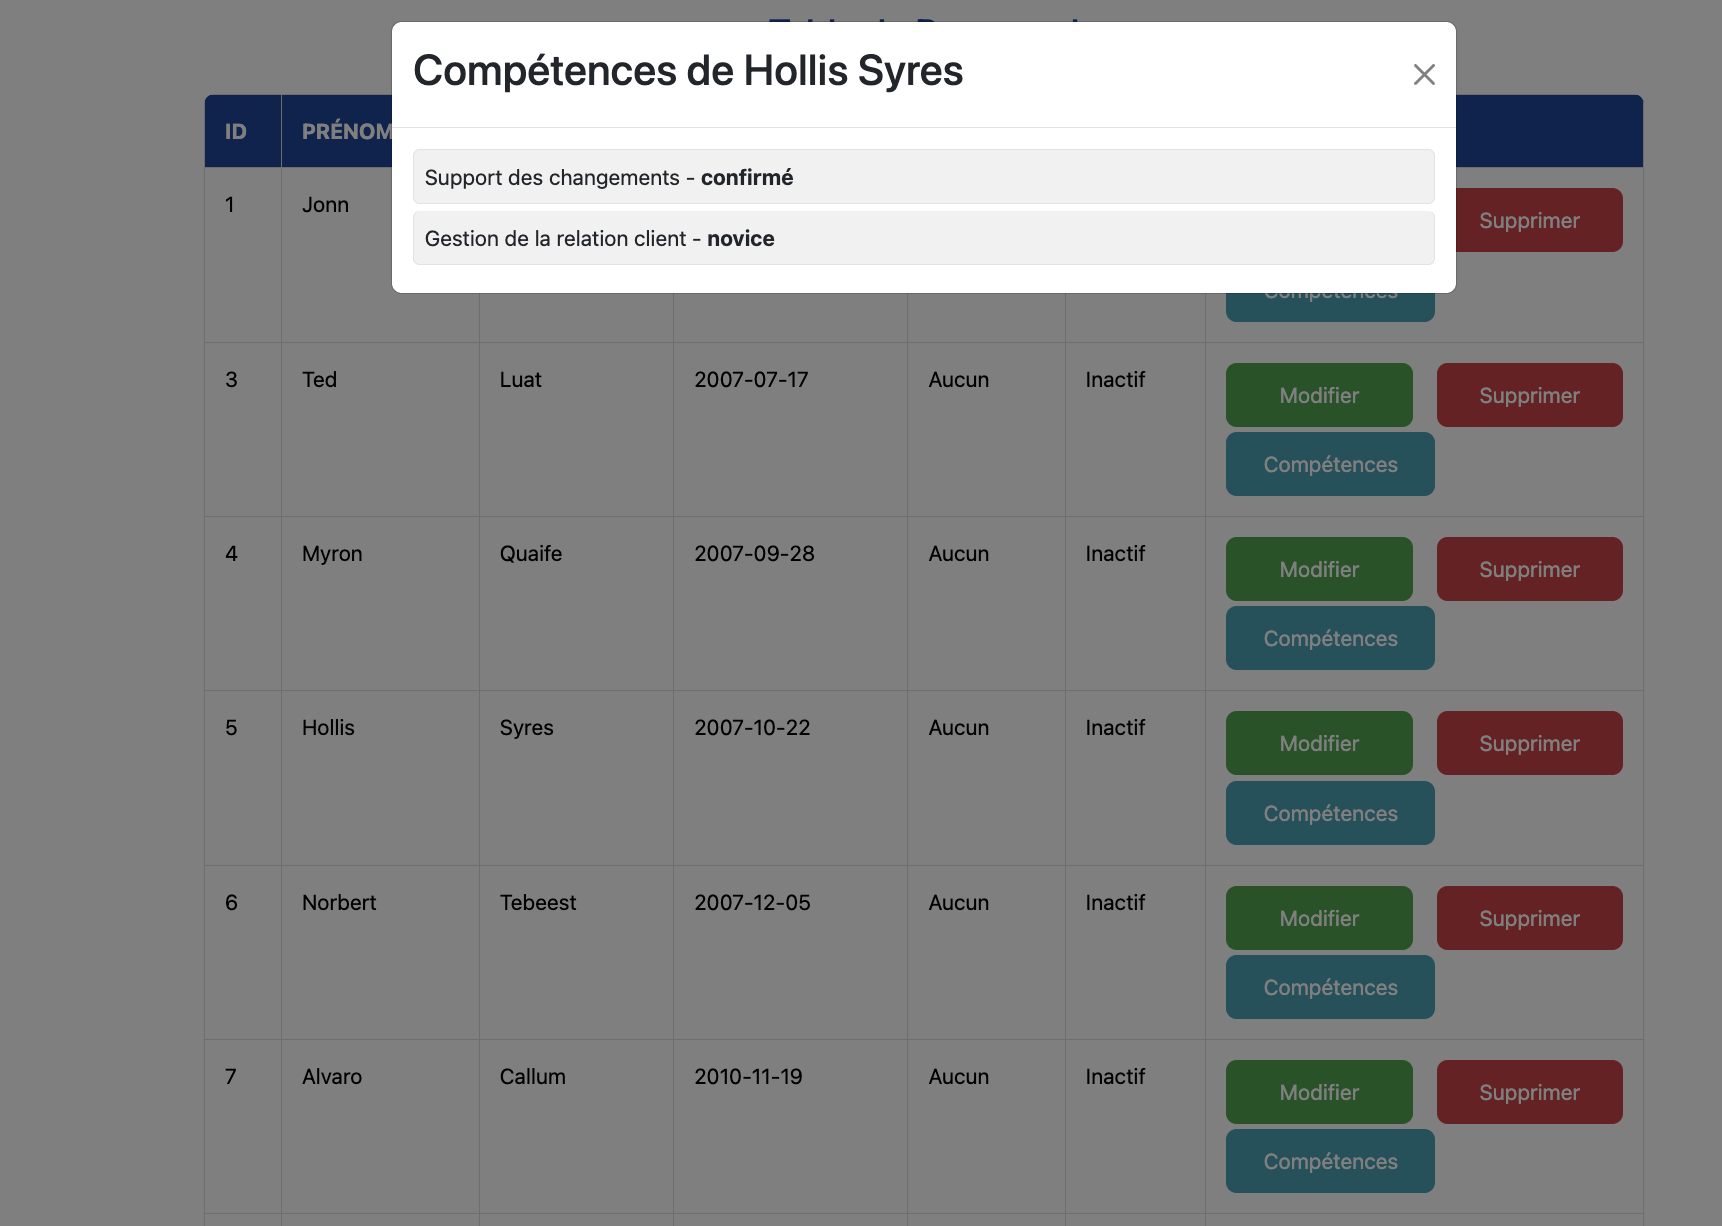 Compétences de Hollis Syres
ID PRÉNOM
Support des changements - confirmé
1 Jonn Supprimer
Gestion de la relation client - novice
Compétences
3 Ted Luat 2007-07-17 Aucun Inactif Modifier Supprimer
Compétences
4 Myron Quaife 2007-09-28 Aucun Inactif Modifier Supprimer
Compétences
5 Hollis Syres 2007-10-22 Aucun Inactif Modifier Supprimer
Compétences
6 Norbert Tebeest 2007-12-05 Aucun Inactif Modifier Supprimer
Compétences
7 Alvaro Callum 2010-11-19 Aucun Inactif Modifier Supprimer
Compétences